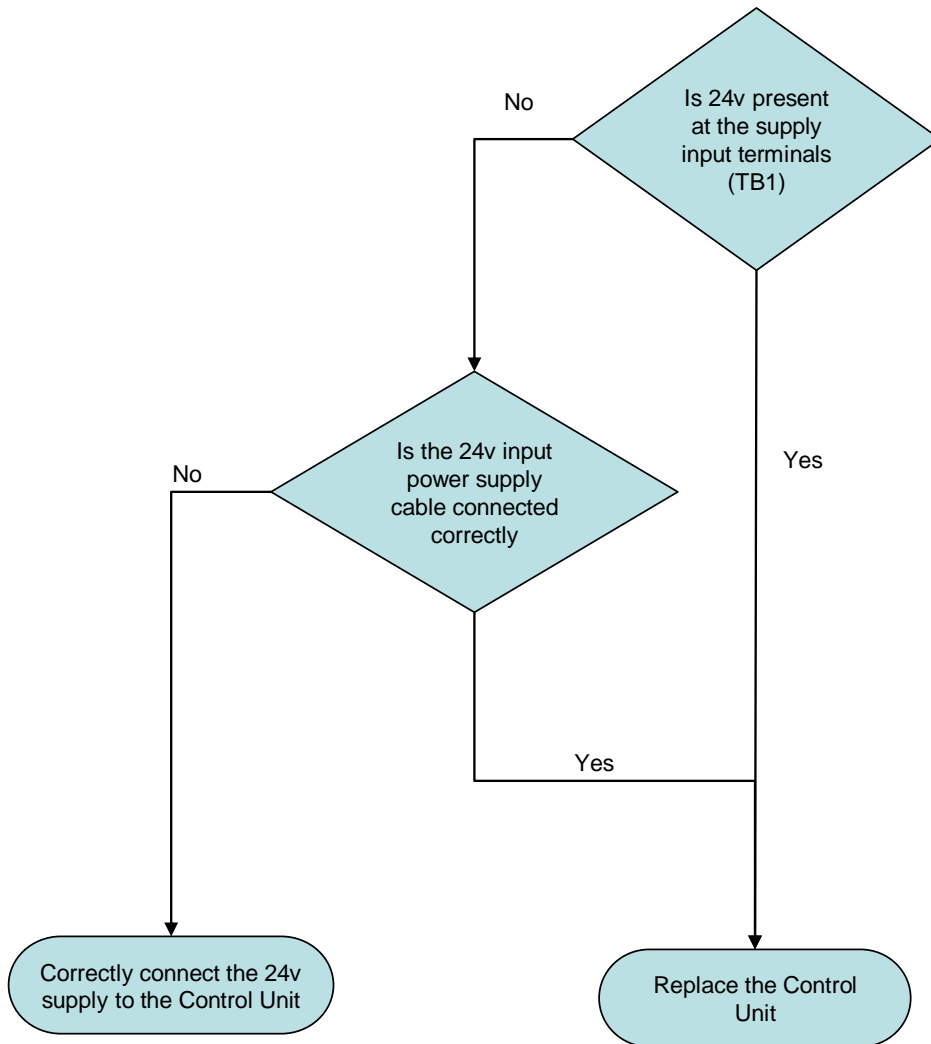 No
Is 24v present
at the supply
input terminals
(TB1)
No
Is the 24v input
power supply
cable connected
correctly
Yes
Yes
Correctly connect the 24v
supply to the Control Unit
Replace the Control
Unit